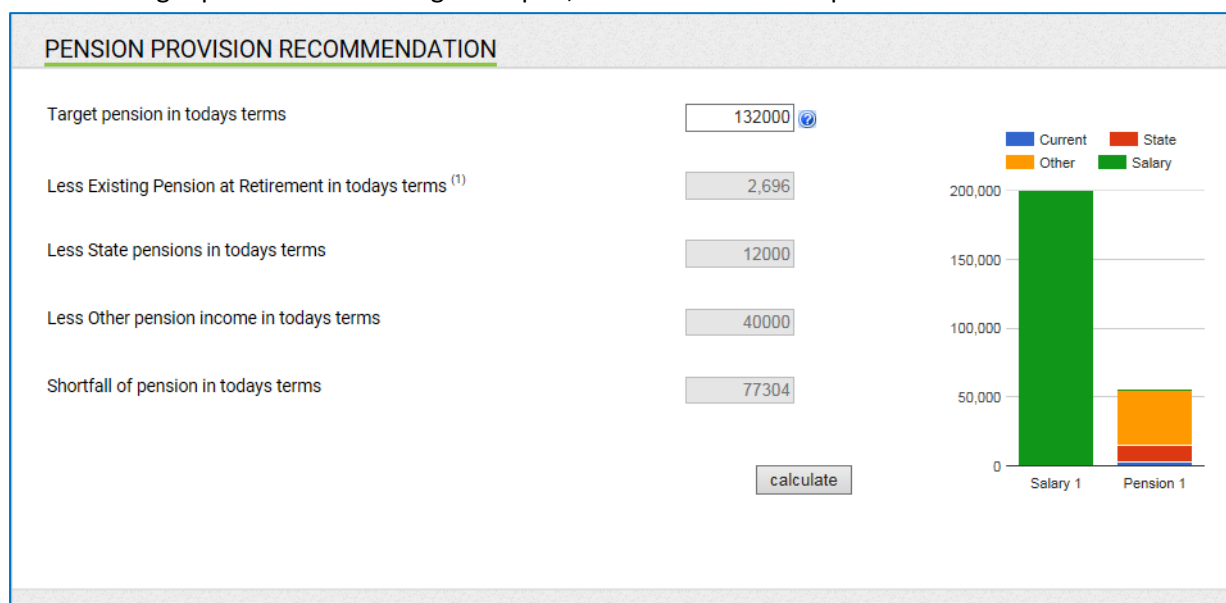 PENSION PROVISION RECOMMENDATION
Target pension in todays terms 132000
Less Existing Pension at Retirement in todays terms (1) 2,696
Less State pensions in todays terms 12000
Less Other pension income in todays terms 40000
Shortfall of pension in todays terms 77304
calculate
Current State
Other Salary
200,000
150,000
100,000
50,000
0
Salary 1 Pension 1